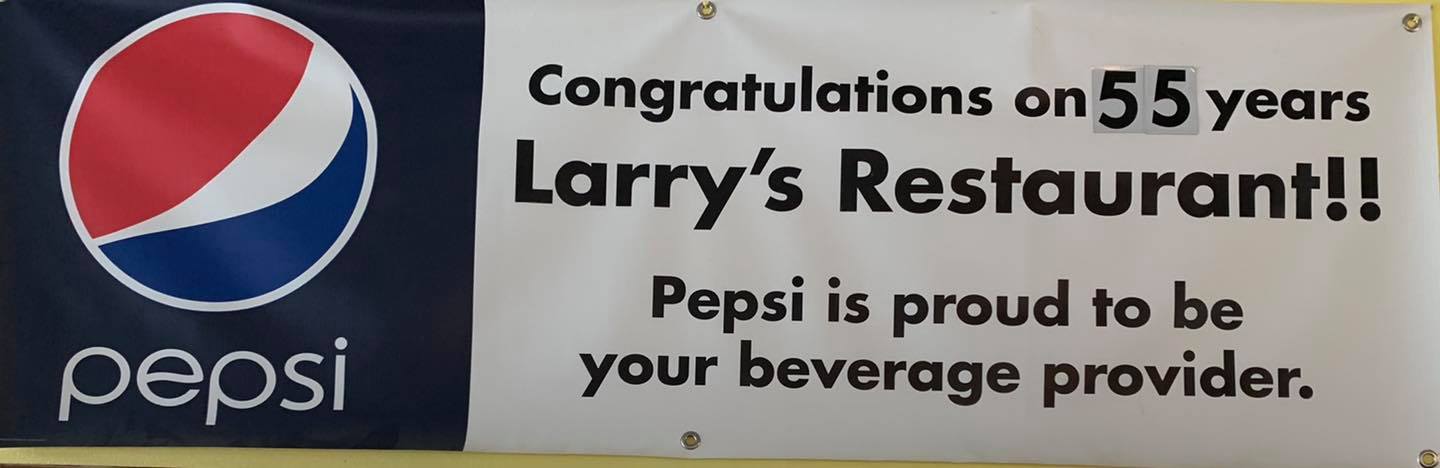 pepsi
Congratulations on 55 years
Larry's Restaurant!!
Pepsi is proud to be
your beverage provider.